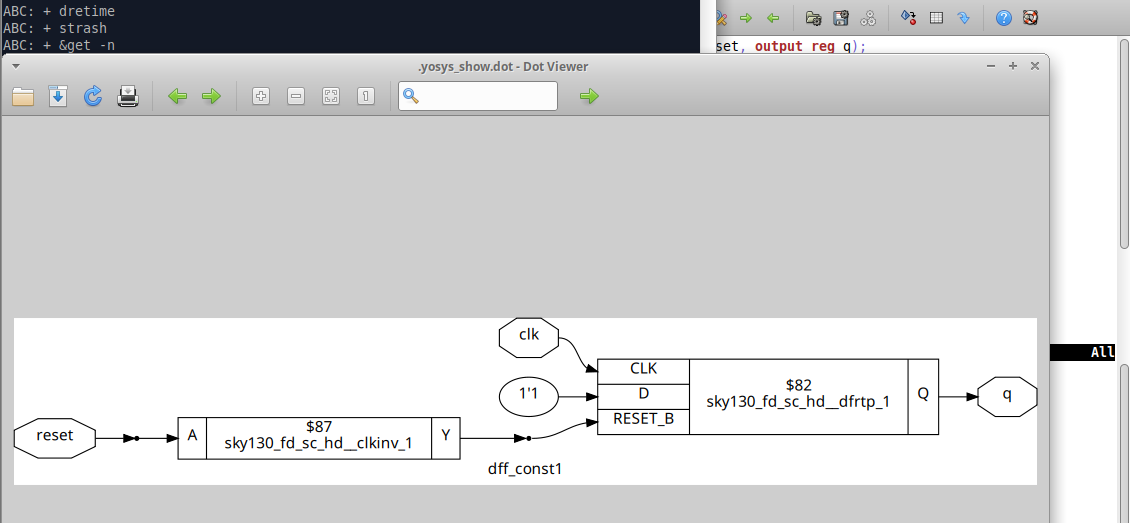 ABC: + dretime
ABC: + strash
ABC: + &get -n
set, output reg q);
.yosys_show.dot - Dot Viewer
1
clk
CLK
1'1
D
$82
sky130_fd_sc_hd__dfrtp_1
Q
q
RESET_B
reset
A
$87
sky130_fd_sc_hd__clkinv_1
Y
dff_const1
All